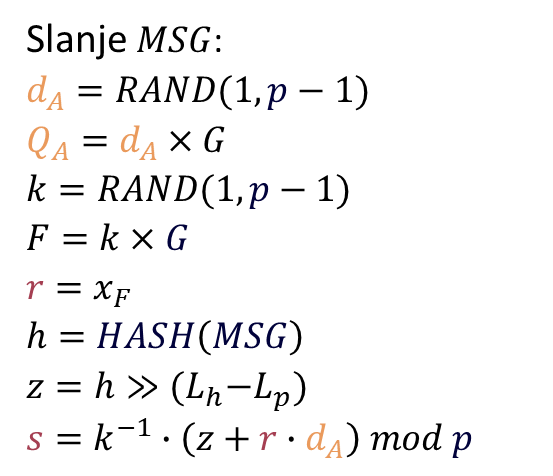 Slanje MSG:
d_A = RAND(1, p − 1)
Q_A = d_A × G
k = RAND(1, p − 1)
F = k × G
r = x_F
h = HASH(MSG)
z = h ≫ (L_h−L_p)
s = k^{−1} · (z + r · d_A) mod p